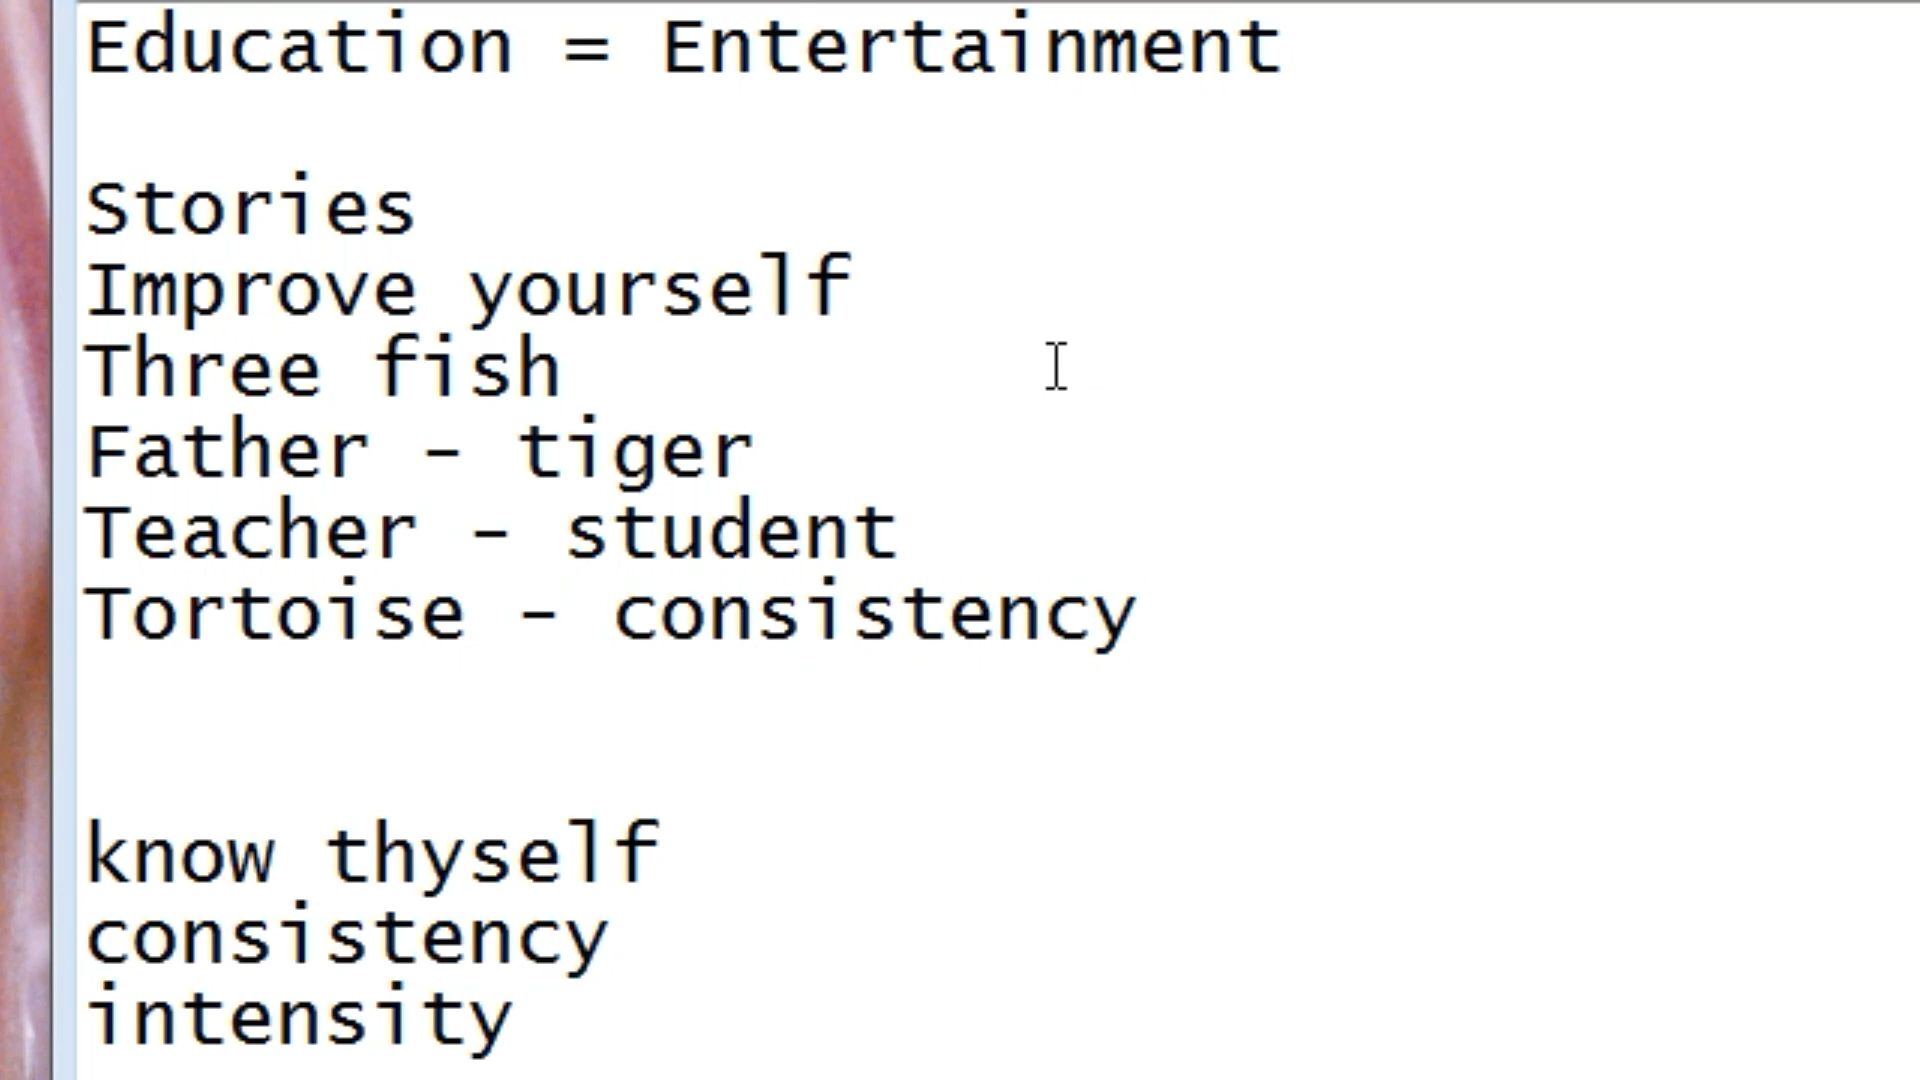 Education = Entertainment
Stories
Improve yourself
Three fish
Father - tiger
Teacher - student
Tortoise - consistency
know thyself
consistency
intensity